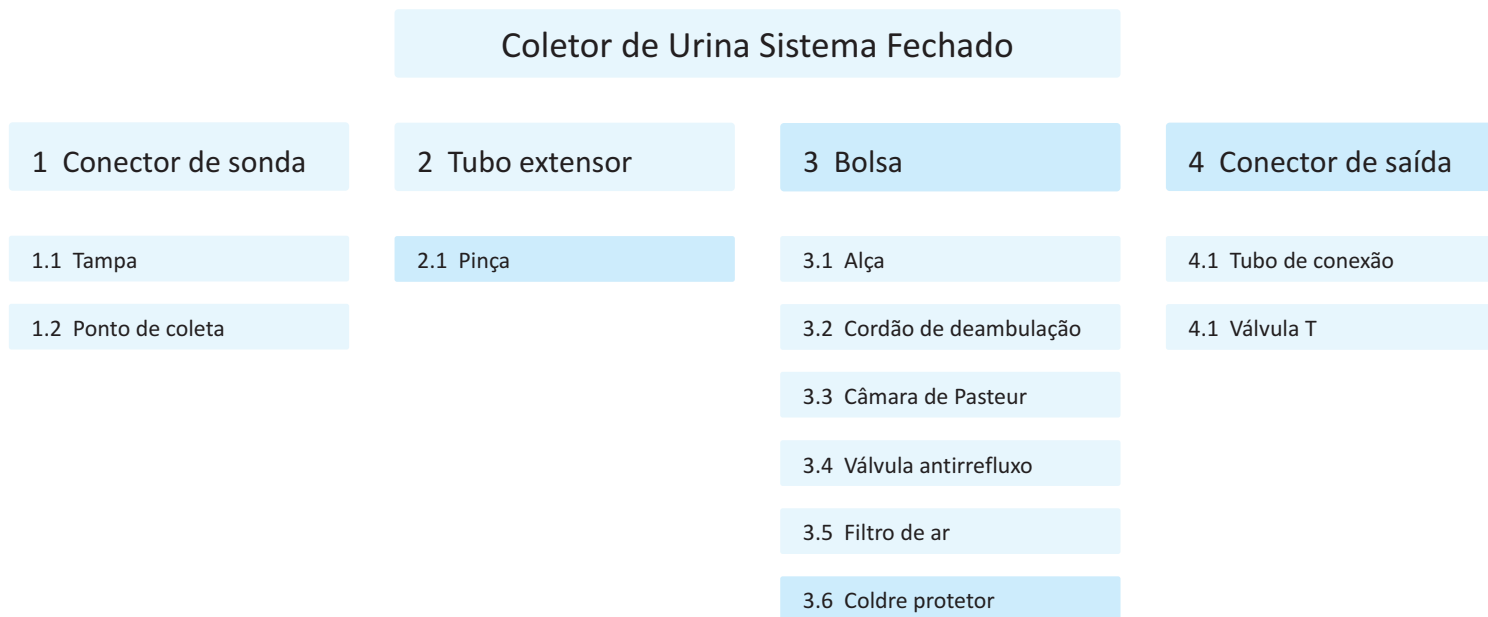 Coletor de Urina Sistema Fechado
1 Conector de sonda
1.1 Tampa
1.2 Ponto de coleta
2 Tubo extensor
2.1 Pinça
3 Bolsa
3.1 Alça
3.2 Cordão de deambulação
3.3 Câmara de Pasteur
3.4 Válvula antirrefluxo
3.5 Filtro de ar
3.6 Coldre protetor
4 Conector de saída
4.1 Tubo de conexão
4.1 Válvula T